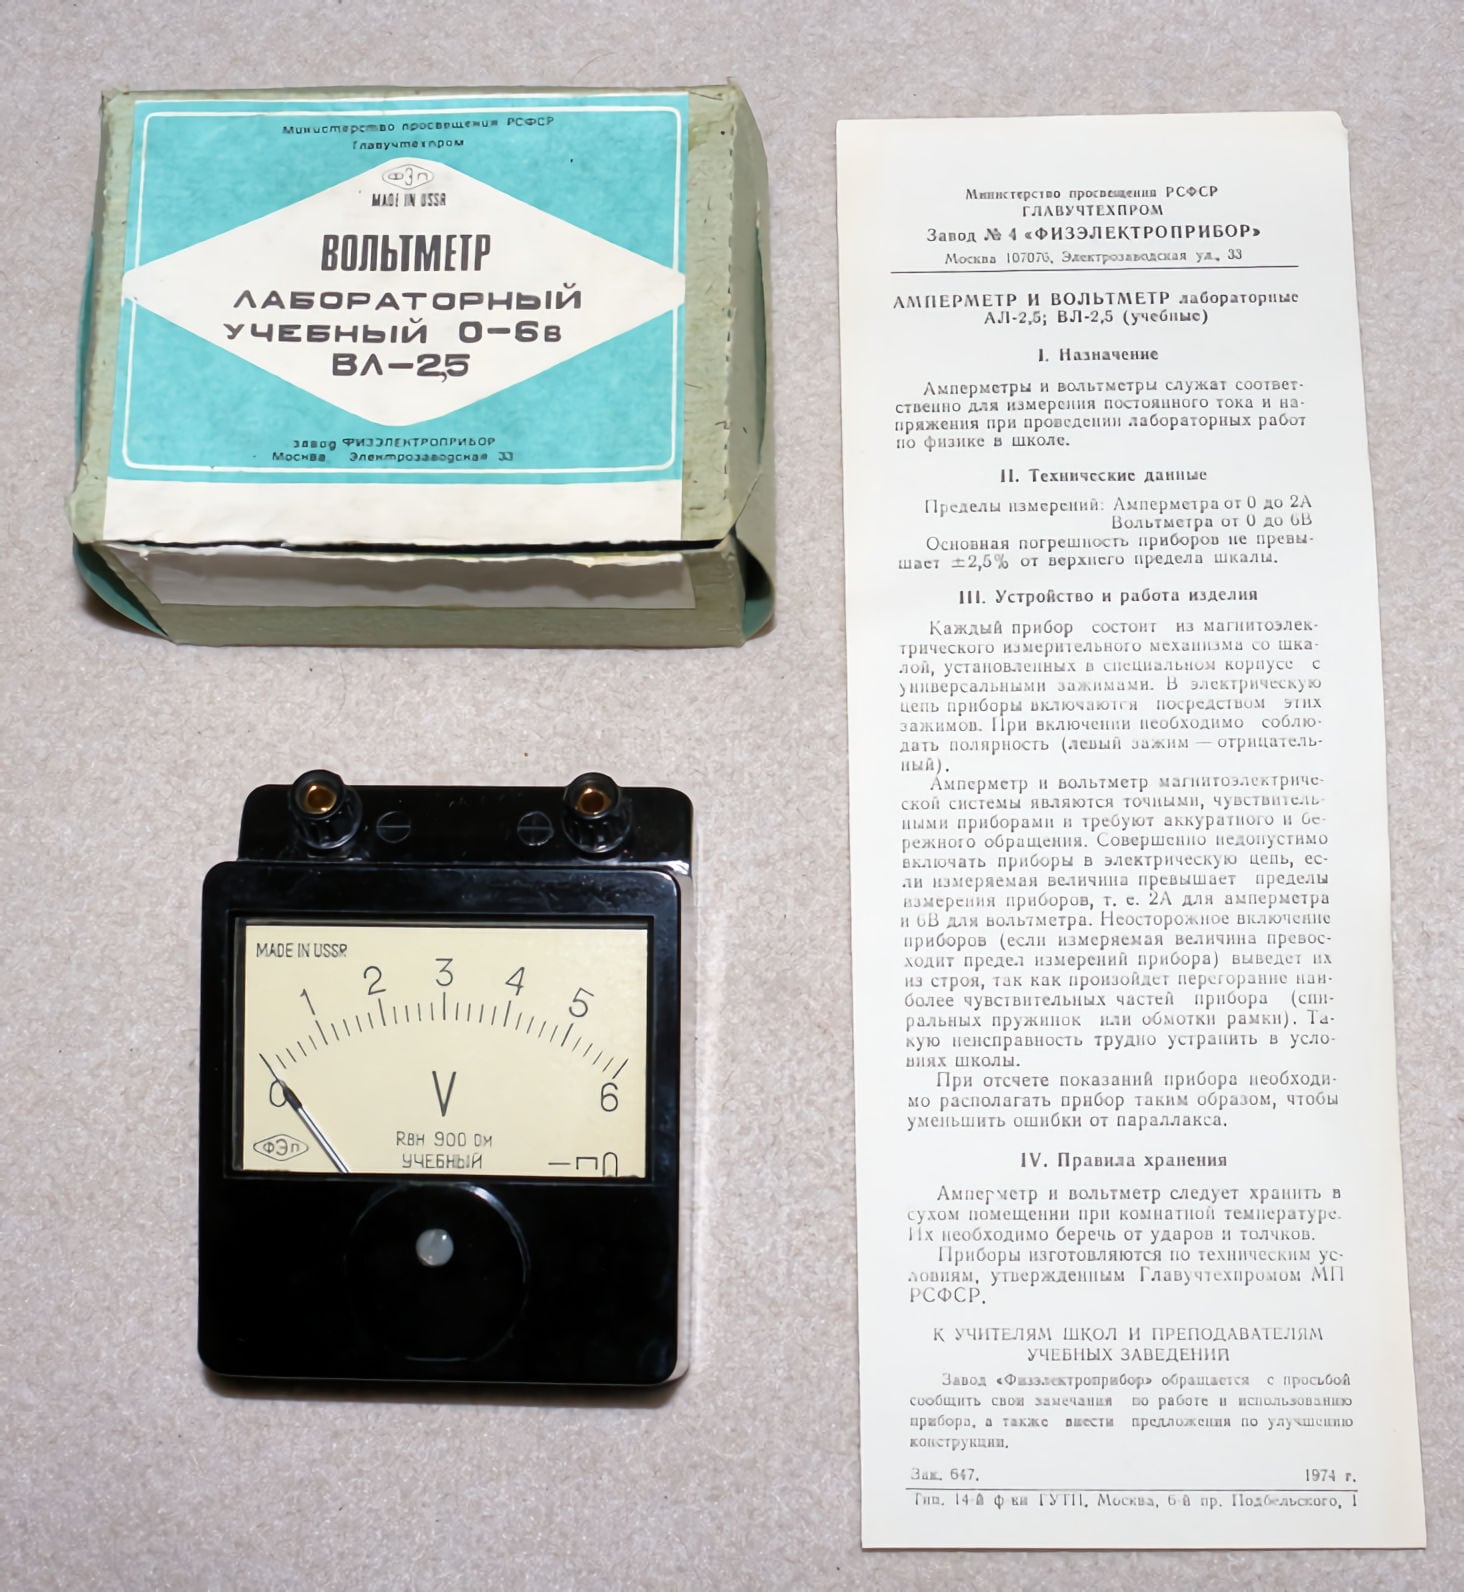 Министерство просвещения РСФСР
Главучтехпром
ФЭП
MADE IN USSR
ВОЛЬТМЕТР
ЛАБОРАТОРНЫЙ
УЧЕБНЫЙ 0-6В
ВЛ-2,5
завод ФИЗЭЛЕКТРОПРИБОР
Москва Электрозаводская 33
MADE IN USSR
0 1 2 3 4 5 6
V
RВН 900 ОМ
УЧЕБНЫЙ
ФЭП
Министерство просвещения РСФСР
ГЛАВУЧТЕХПРОМ
Завод № 4 «ФИЗЭЛЕКТРОПРИБОР»
Москва 107076, Электрозаводская ул., 33
АМПЕРМЕТР И ВОЛЬТМЕТР лабораторные
АЛ-2,5; ВЛ-2,5 (учебные)
I. Назначение
Амперметры и вольтметры служат соответ-
ственно для измерения постоянного тока и на-
пряжения при проведении лабораторных работ
по физике в школе.
II. Технические данные
Пределы измерений: Амперметра от 0 до 2А
Вольтметра от 0 до 6В
Основная погрешность приборов не превы-
шает ±2,5% от верхнего предела шкалы.
III. Устройство и работа изделия
Каждый прибор состоит из магнитоэлек-
трического измерительного механизма со шка-
лой, установленных в специальном корпусе с
универсальными зажимами. В электрическую
цепь приборы включаются посредством этих
зажимов. При включении необходимо соблю-
дать полярность (левый зажим — отрицатель-
ный).
Амперметр и вольтметр магнитоэлектриче-
ской системы являются точными, чувствитель-
ными приборами и требуют аккуратного и бе-
режного обращения. Совершенно недопустимо
включать приборы в электрическую цепь, ес-
ли измеряемая величина превышает пределы
измерения приборов, т. е. 2А для амперметра
и 6В для вольтметра. Неосторожное включение
приборов (если измеряемая величина превос-
ходит предел измерений прибора) выведет их
из строя, так как произойдет перегорание наи-
более чувствительных частей прибора (спи-
ральных пружинок или обмотки рамки). Та-
кую неисправность трудно устранить в усло-
виях школы.
При отсчете показаний прибора необходи-
мо располагать прибор таким образом, чтобы
уменьшить ошибки от параллакса.
IV. Правила хранения
Амперметр и вольтметр следует хранить в
сухом помещении при комнатной температуре.
Их необходимо беречь от ударов и толчков.
Приборы изготовляются по техническим ус-
ловиям, утвержденным Главучтехпромом МП
РСФСР.
К УЧИТЕЛЯМ ШКОЛ И ПРЕПОДАВАТЕЛЯМ
УЧЕБНЫХ ЗАВЕДЕНИЙ
Завод «Физэлектроприбор» обращается с просьбой
сообщить свои замечания по работе и использованию
прибора, а также внести предложения по улучшению
конструкции.
Зак. 647. 1974 г.
Тип. 14-й ф-ки ГУТП, Москва, 6-й пр. Подбельского, 1